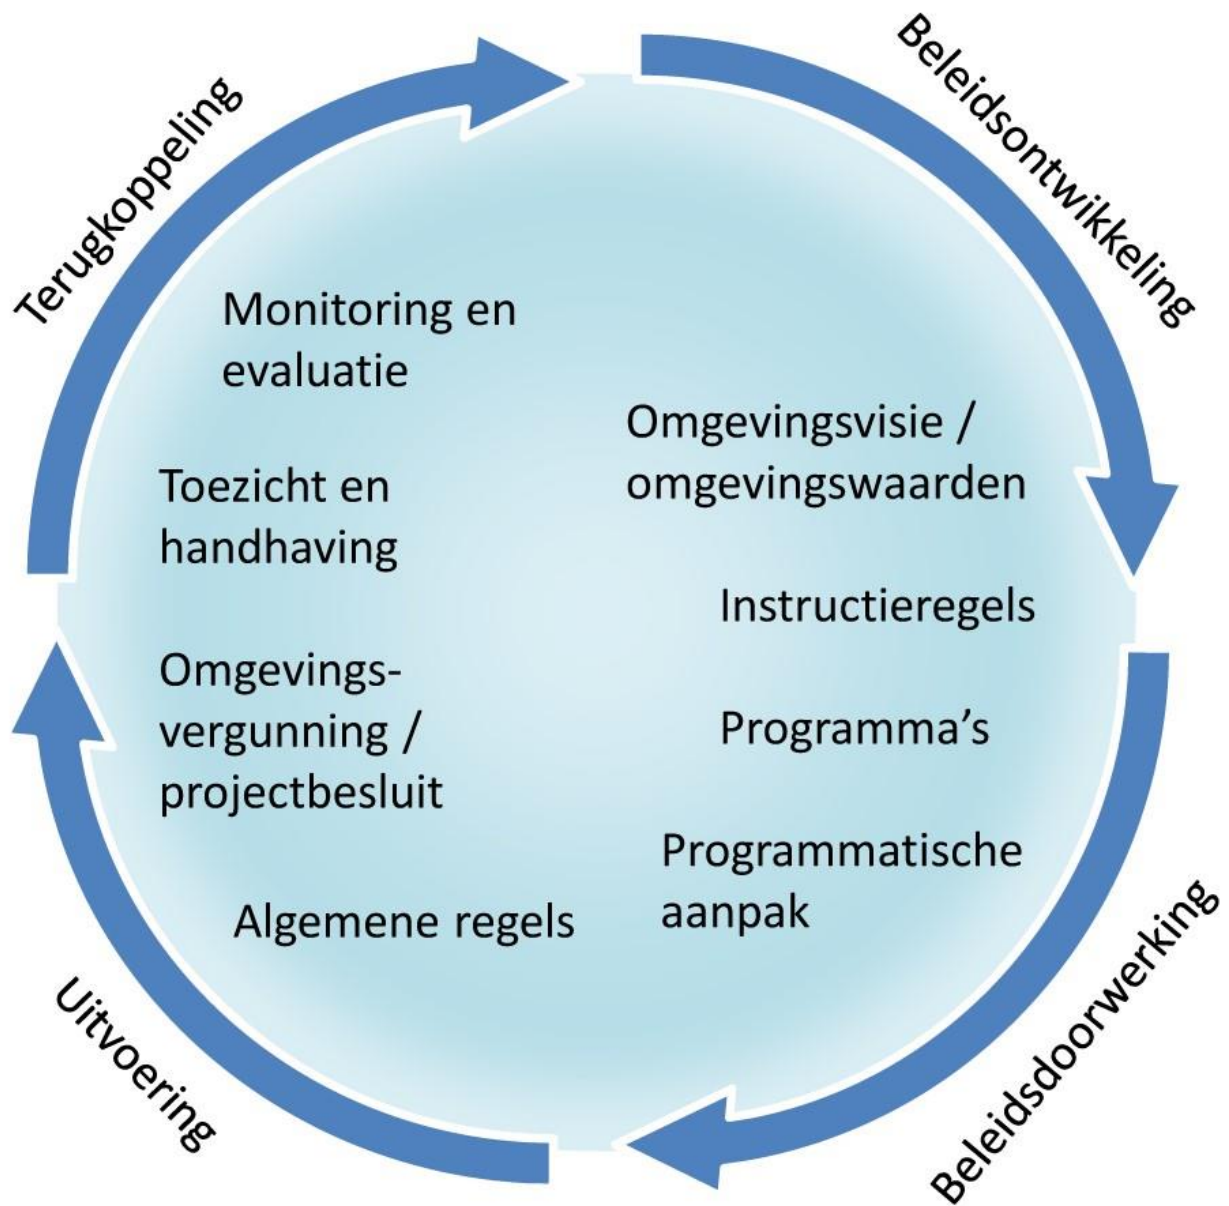 Beleidsontwikkeling
Terugkoppeling
Monitoring en
evaluatie
Omgevingsvisie /
omgevingswaarden
Toezicht en
handhaving
Instructieregels
Omgevings-
vergunning /
projectbesluit
Programma’s
Programmatische
aanpak
Algemene regels
Beleidsdoorwerking
Uitvoering